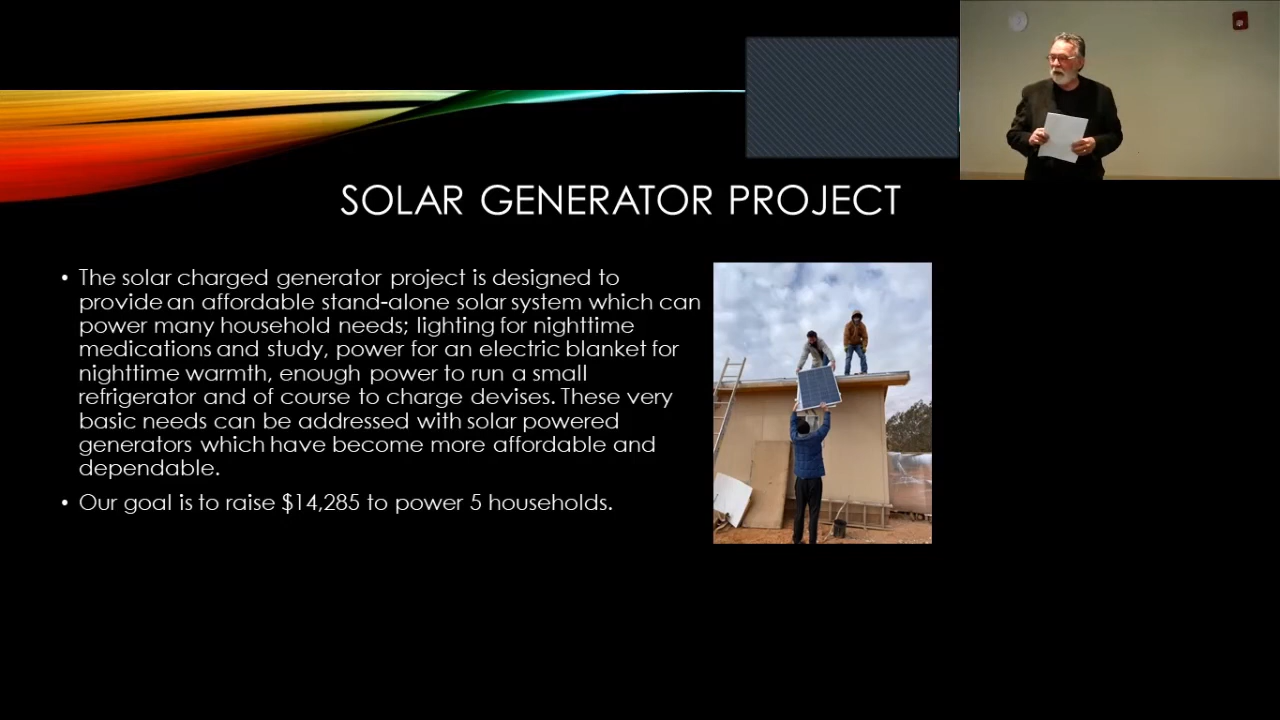 SOLAR GENERATOR PROJECT
• The solar charged generator project is designed to
provide an affordable stand-alone solar system which can
power many household needs; lighting for nighttime
medications and study, power for an electric blanket for
nighttime warmth, enough power to run a small
refrigerator and of course to charge devises. These very
basic needs can be addressed with solar powered
generators which have become more affordable and
dependable.
• Our goal is to raise $14,285 to power 5 households.